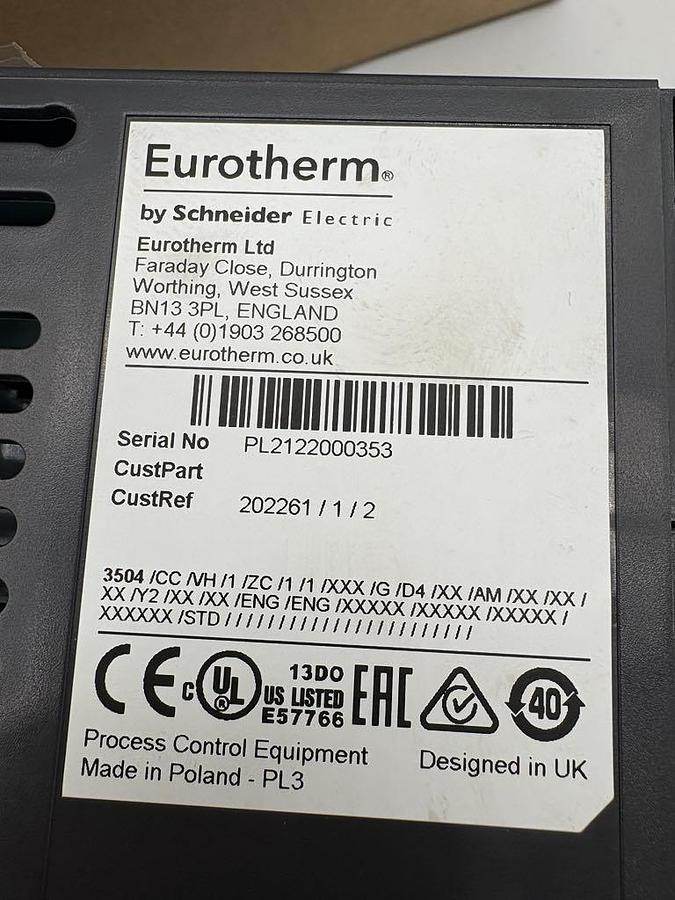 Eurotherm®
by Schneider Electric
Eurotherm Ltd
Faraday Close, Durrington
Worthing, West Sussex
BN13 3PL, ENGLAND
T: +44 (0)1903 268500
www.eurotherm.co.uk
Serial No PL2122000353
CustPart
CustRef 202261 / 1 / 2
3504 /CC /VH /1 /ZC /1 /1 /XXX /G /D4 /XX /AM /XX /XX /
XX /Y2 /XX /XX /ENG /ENG /XXXXX /XXXXX /XXXXX /
XXXXXX /STD / / / / / / / / / / / / / / / / / / / / / / /
CE C UL® US LISTED 13DO E57766 EAC 40
Process Control Equipment Designed in UK
Made in Poland - PL3